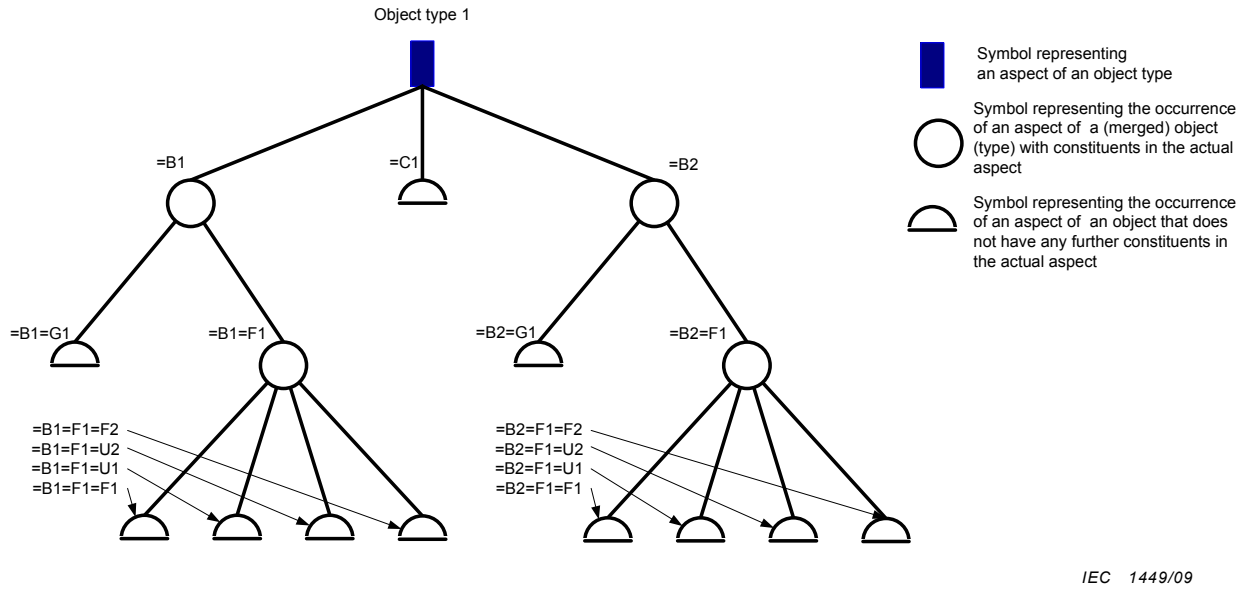 Object type 1
Symbol representing
an aspect of an object type
Symbol representing the occurrence
of an aspect of a (merged) object
(type) with constituents in the actual
aspect
Symbol representing the occurrence
of an aspect of an object that does
not have any further constituents in
the actual aspect
=B1
=C1
=B2
=B1=G1
=B1=F1
=B2=G1
=B2=F1
=B1=F1=F2
=B1=F1=U2
=B1=F1=U1
=B1=F1=F1
=B2=F1=F2
=B2=F1=U2
=B2=F1=U1
=B2=F1=F1
IEC 1449/09